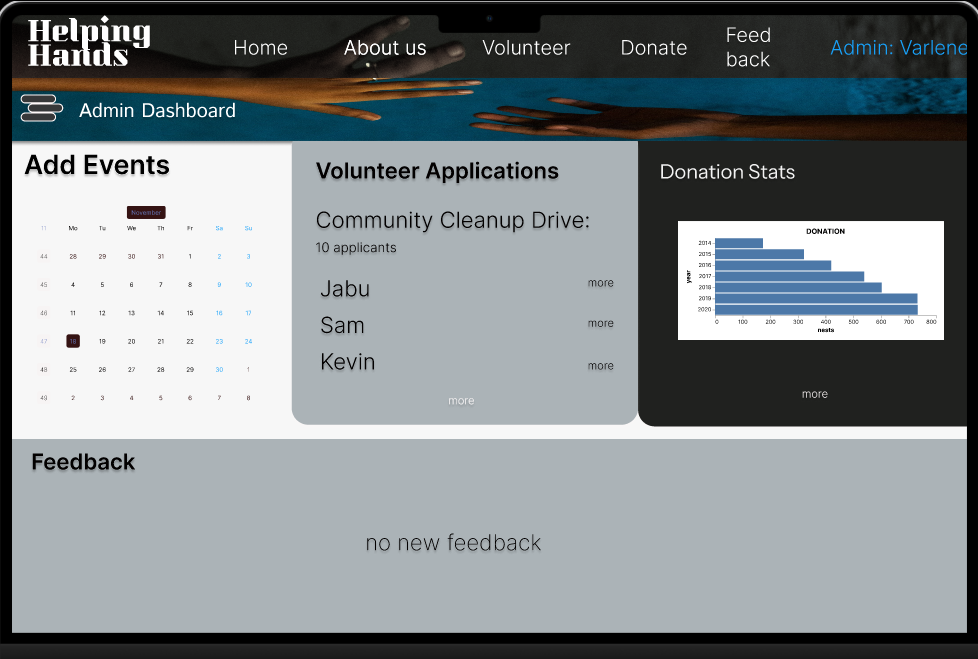 Helping
Hands
Home About us Volunteer Donate Feed
back
Admin: Varlene
Admin Dashboard
Add Events
November
11 Mo Tu We Th Fr Sa Su
44 28 29 30 31 1 2 3
45 4 5 6 7 8 9 10
46 11 12 13 14 15 16 17
47 18 19 20 21 22 23 24
48 25 26 27 28 29 30 1
49 2 3 4 5 6 7 8
Volunteer Applications
Community Cleanup Drive:
10 applicants
Jabu more
Sam more
Kevin more
more
Donation Stats
DONATION
year
2014
2015
2016
2017
2018
2019
2020
0 100 200 300 400 500 600 700 800
nests
more
Feedback
no new feedback